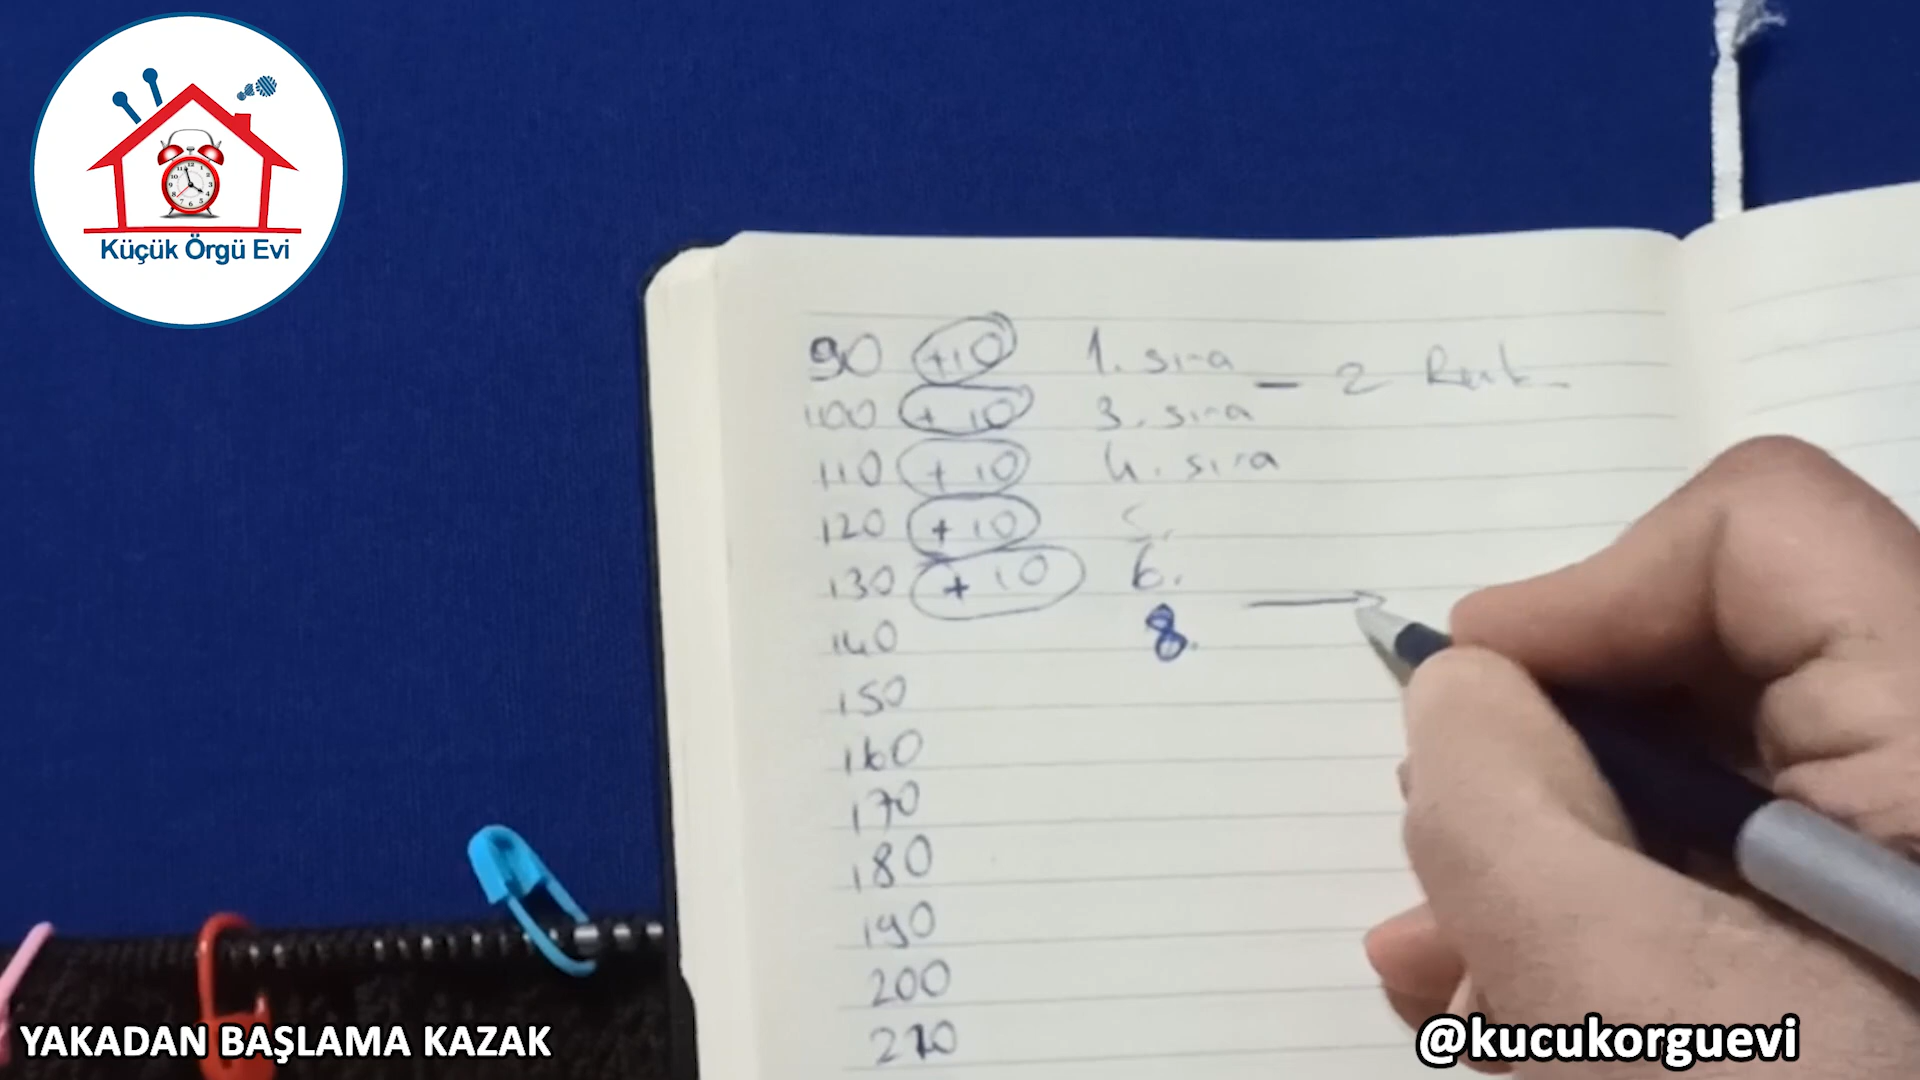 Küçük Örgü Evi
90 +10 1. sıra
100 +10 3. sıra - 2
110 +10 4. sıra
120 +10 5.
130 +10 6.
140 8.
150
160
170
180
190
200
210
YAKADAN BAŞLAMA KAZAK
@kucukorguevi